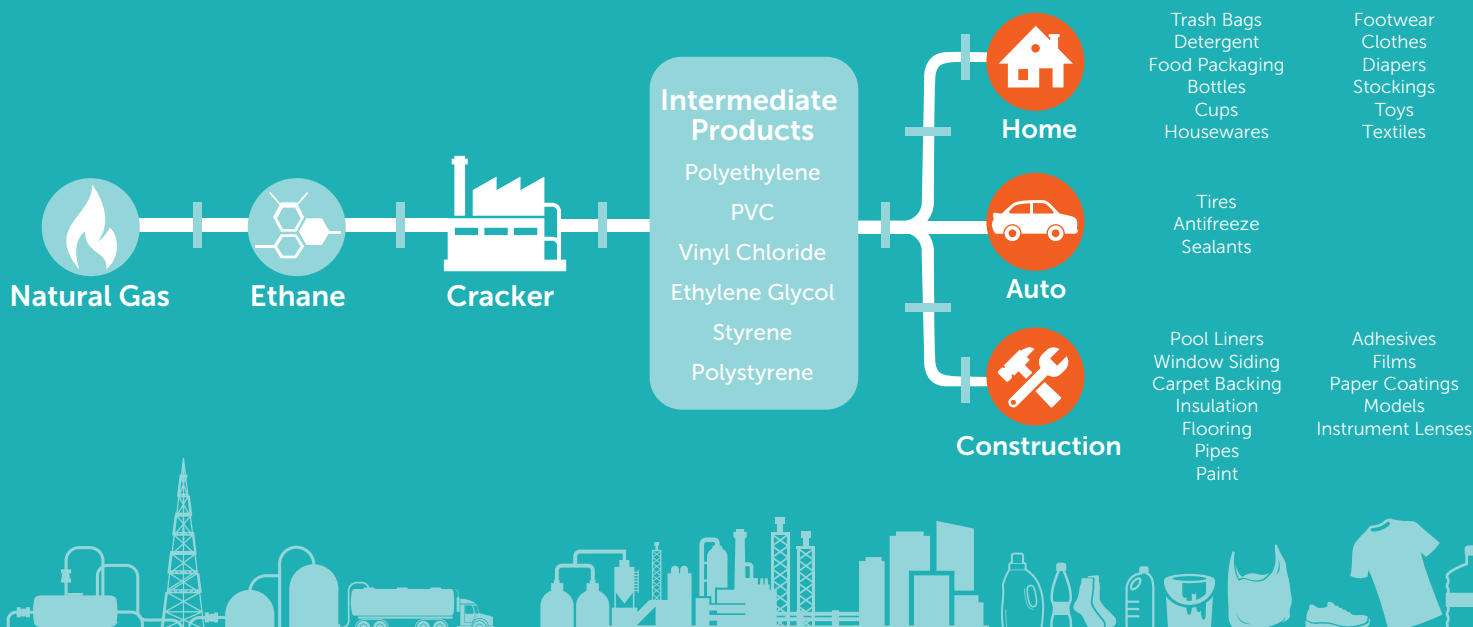 Natural Gas
Ethane
Cracker
Intermediate
Products
Polyethylene
PVC
Vinyl Chloride
Ethylene Glycol
Styrene
Polystyrene
Home
Trash Bags
Detergent
Food Packaging
Bottles
Cups
Housewares
Footwear
Clothes
Diapers
Stockings
Toys
Textiles
Auto
Tires
Antifreeze
Sealants
Construction
Pool Liners
Window Siding
Carpet Backing
Insulation
Flooring
Pipes
Paint
Adhesives
Films
Paper Coatings
Models
Instrument Lenses